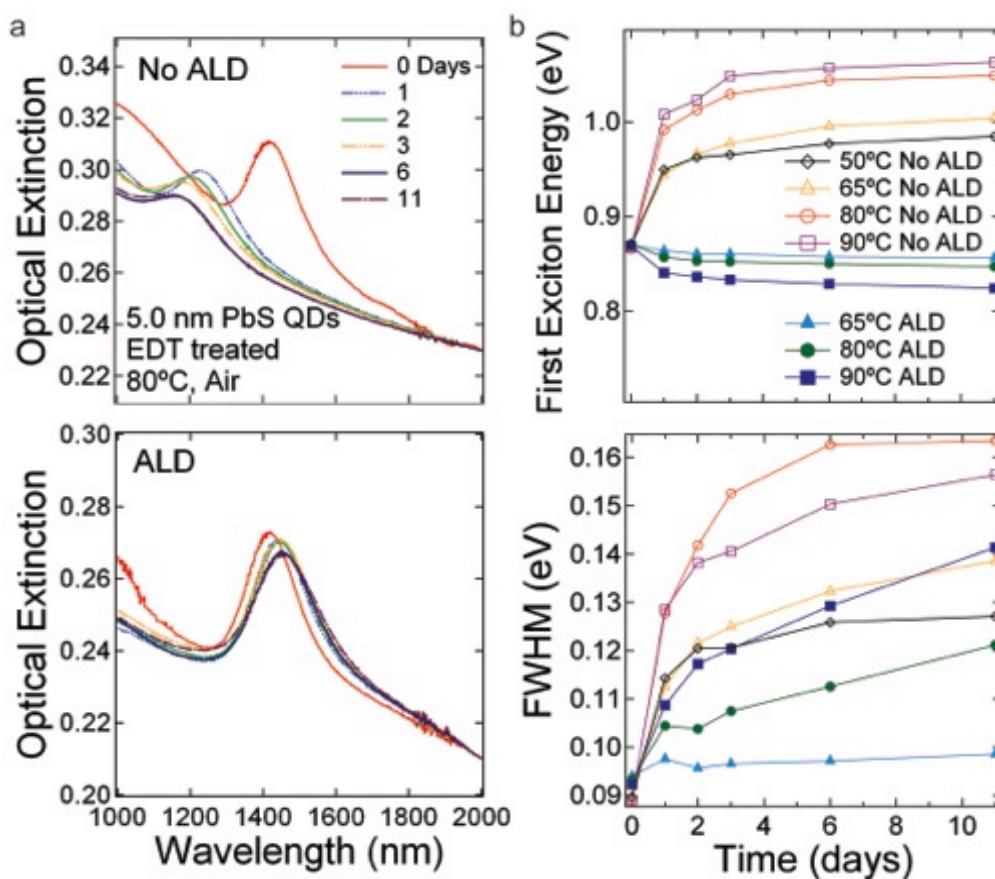 a
No ALD
0 Days
1
2
3
6
11
0.34
0.32
0.30
0.28
0.26
0.24
0.22
Optical Extinction
5.0 nm PbS QDs
EDT treated
80ºC, Air
ALD
0.30
0.28
0.26
0.24
0.22
0.20
Optical Extinction
1000 1200 1400 1600 1800 2000
Wavelength (nm)
b
1.0
0.9
0.8
First Exciton Energy (eV)
50ºC No ALD
65ºC No ALD
80ºC No ALD
90ºC No ALD
65ºC ALD
80ºC ALD
90ºC ALD
0.16
0.15
0.14
0.13
0.12
0.11
0.10
0.09
FWHM (eV)
0 2 4 6 8 10
Time (days)